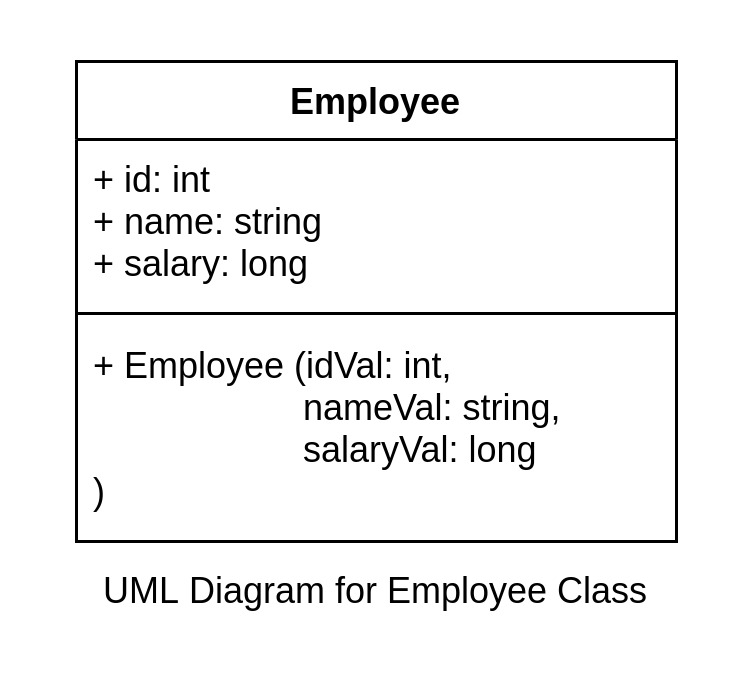 Employee
+ id: int
+ name: string
+ salary: long
+ Employee (idVal: int,
nameVal: string,
salaryVal: long
)
UML Diagram for Employee Class